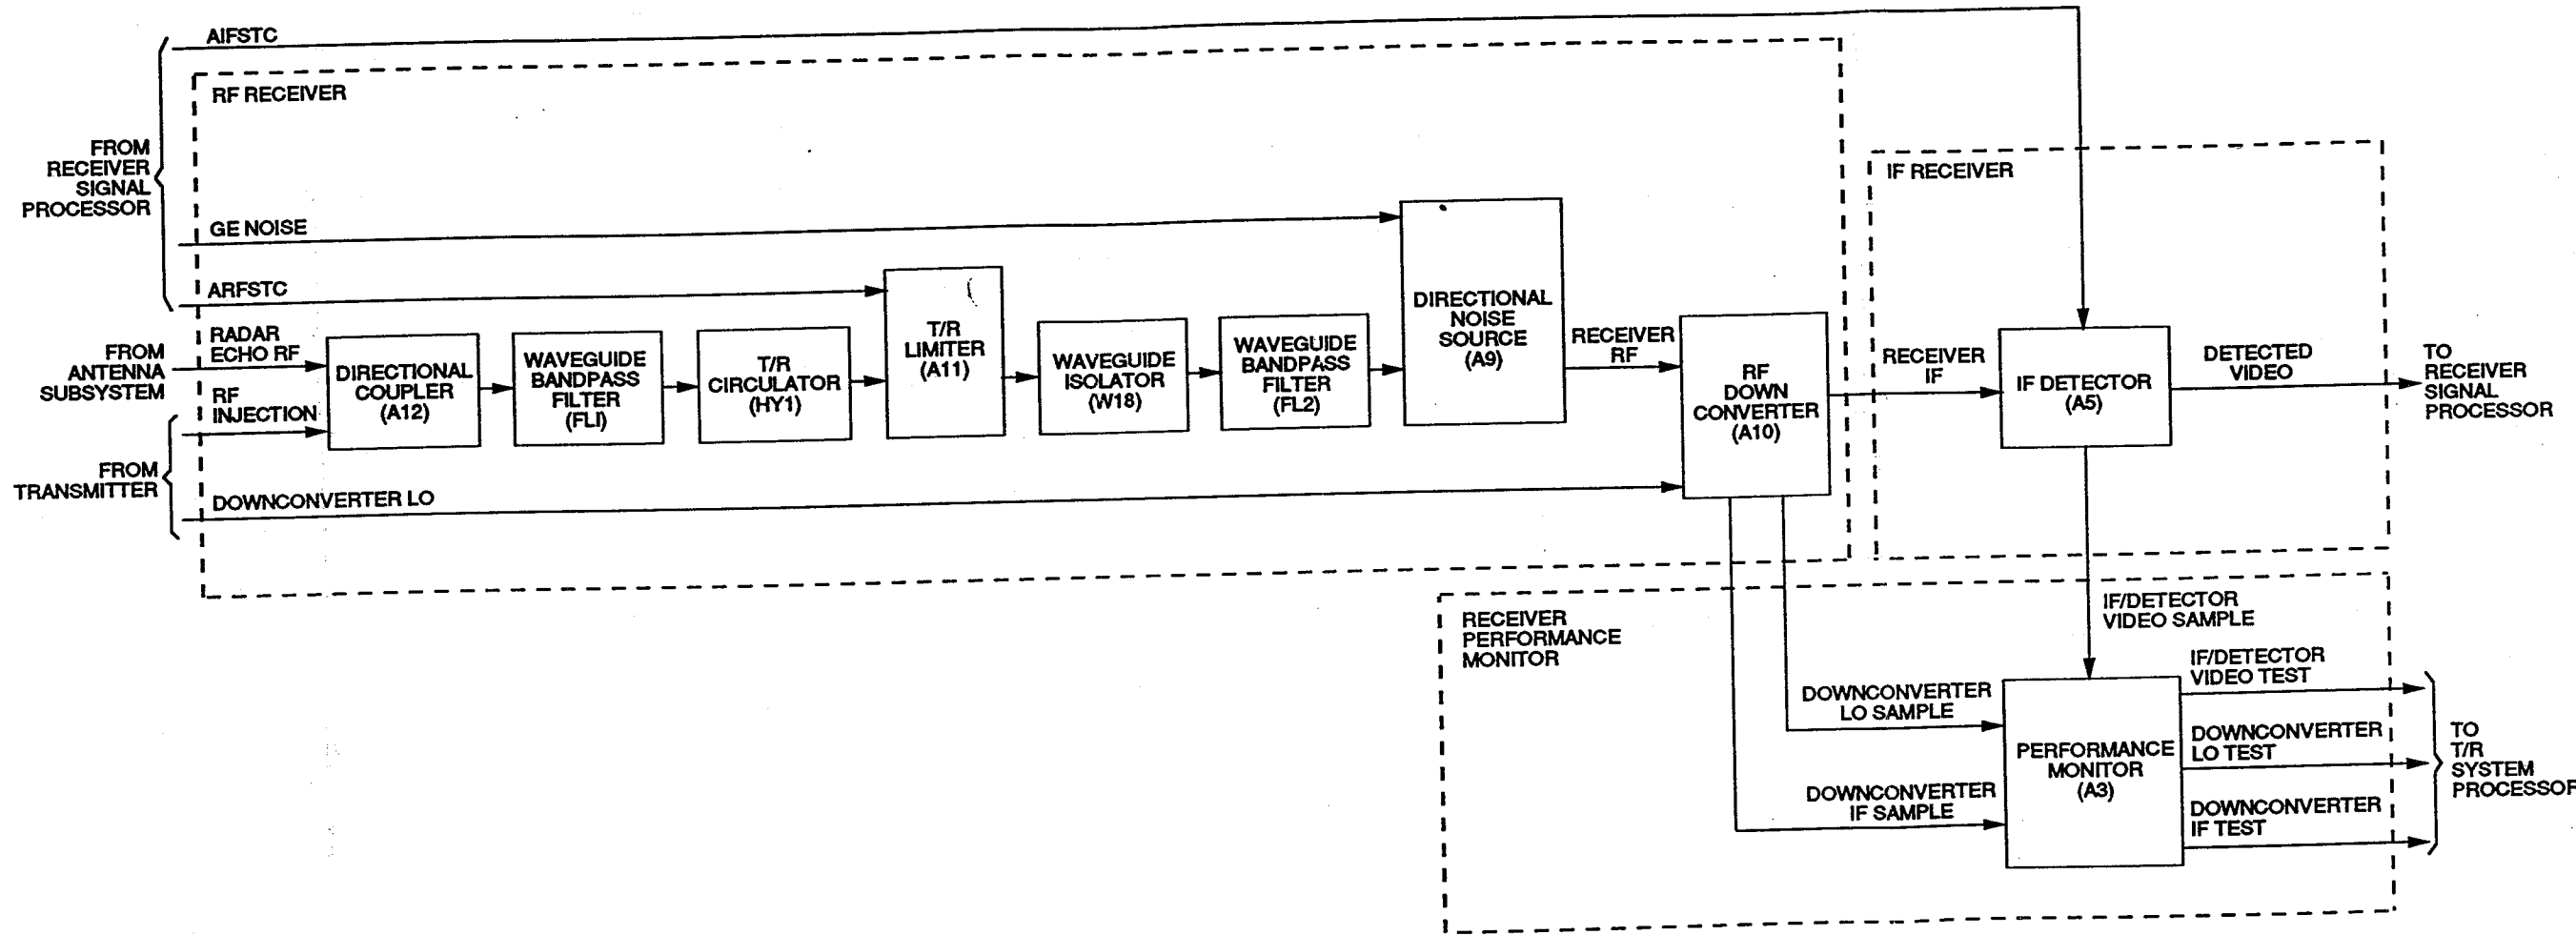 AIFSTC
RF RECEIVER
FROM
RECEIVER
SIGNAL
PROCESSOR
GE NOISE
ARFSTC
FROM
ANTENNA
SUBSYSTEM
RADAR
ECHO RF
RF
INJECTION
FROM
TRANSMITTER
DOWNCONVERTER LO
DIRECTIONAL
COUPLER
(A12)
WAVEGUIDE
BANDPASS
FILTER
(FLI)
T/R
CIRCULATOR
(HY1)
T/R
LIMITER
(A11)
WAVEGUIDE
ISOLATOR
(W18)
WAVEGUIDE
BANDPASS
FILTER
(FL2)
DIRECTIONAL
NOISE
SOURCE
(A9)
RECEIVER
RF
RF
DOWN
CONVERTER
(A10)
IF RECEIVER
RECEIVER
IF
IF DETECTOR
(A5)
DETECTED
VIDEO
TO
RECEIVER
SIGNAL
PROCESSOR
RECEIVER
PERFORMANCE
MONITOR
IF/DETECTOR
VIDEO SAMPLE
DOWNCONVERTER
LO SAMPLE
DOWNCONVERTER
IF SAMPLE
PERFORMANCE
MONITOR
(A3)
IF/DETECTOR
VIDEO TEST
DOWNCONVERTER
LO TEST
DOWNCONVERTER
IF TEST
TO
T/R
SYSTEM
PROCESSOR